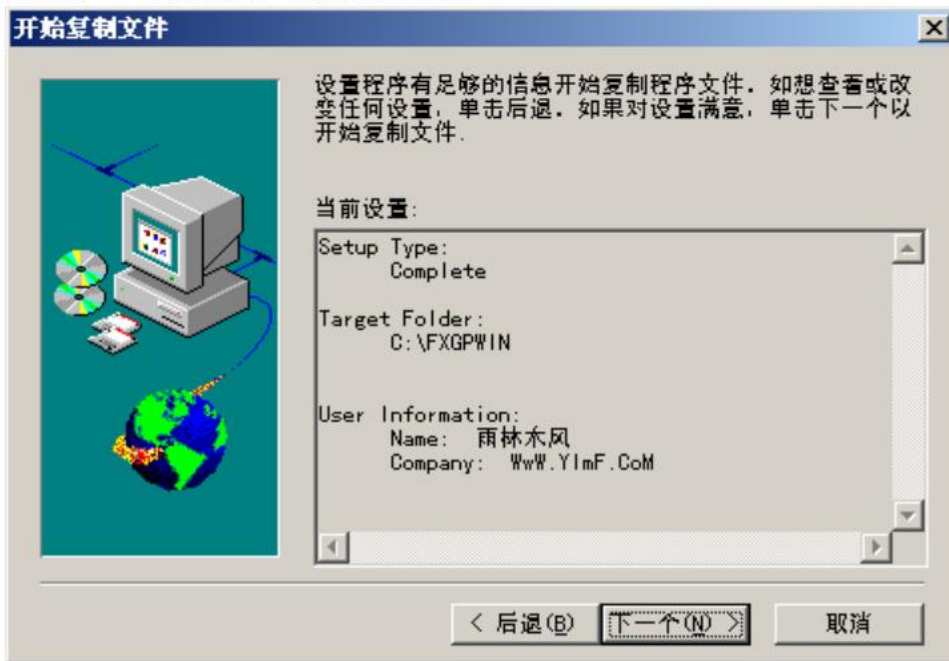 开始复制文件
设置程序有足够的信息开始复制程序文件．如想查看或改
变任何设置，单击后退．如果对设置满意，单击下一个以
开始复制文件．
当前设置:
Setup Type:
Complete
Target Folder:
C:\FXGPWIN
User Information:
Name: 雨林木风
Company: WwW.YlmF.CoM
< 后退(B)
下一个(N) >
取消